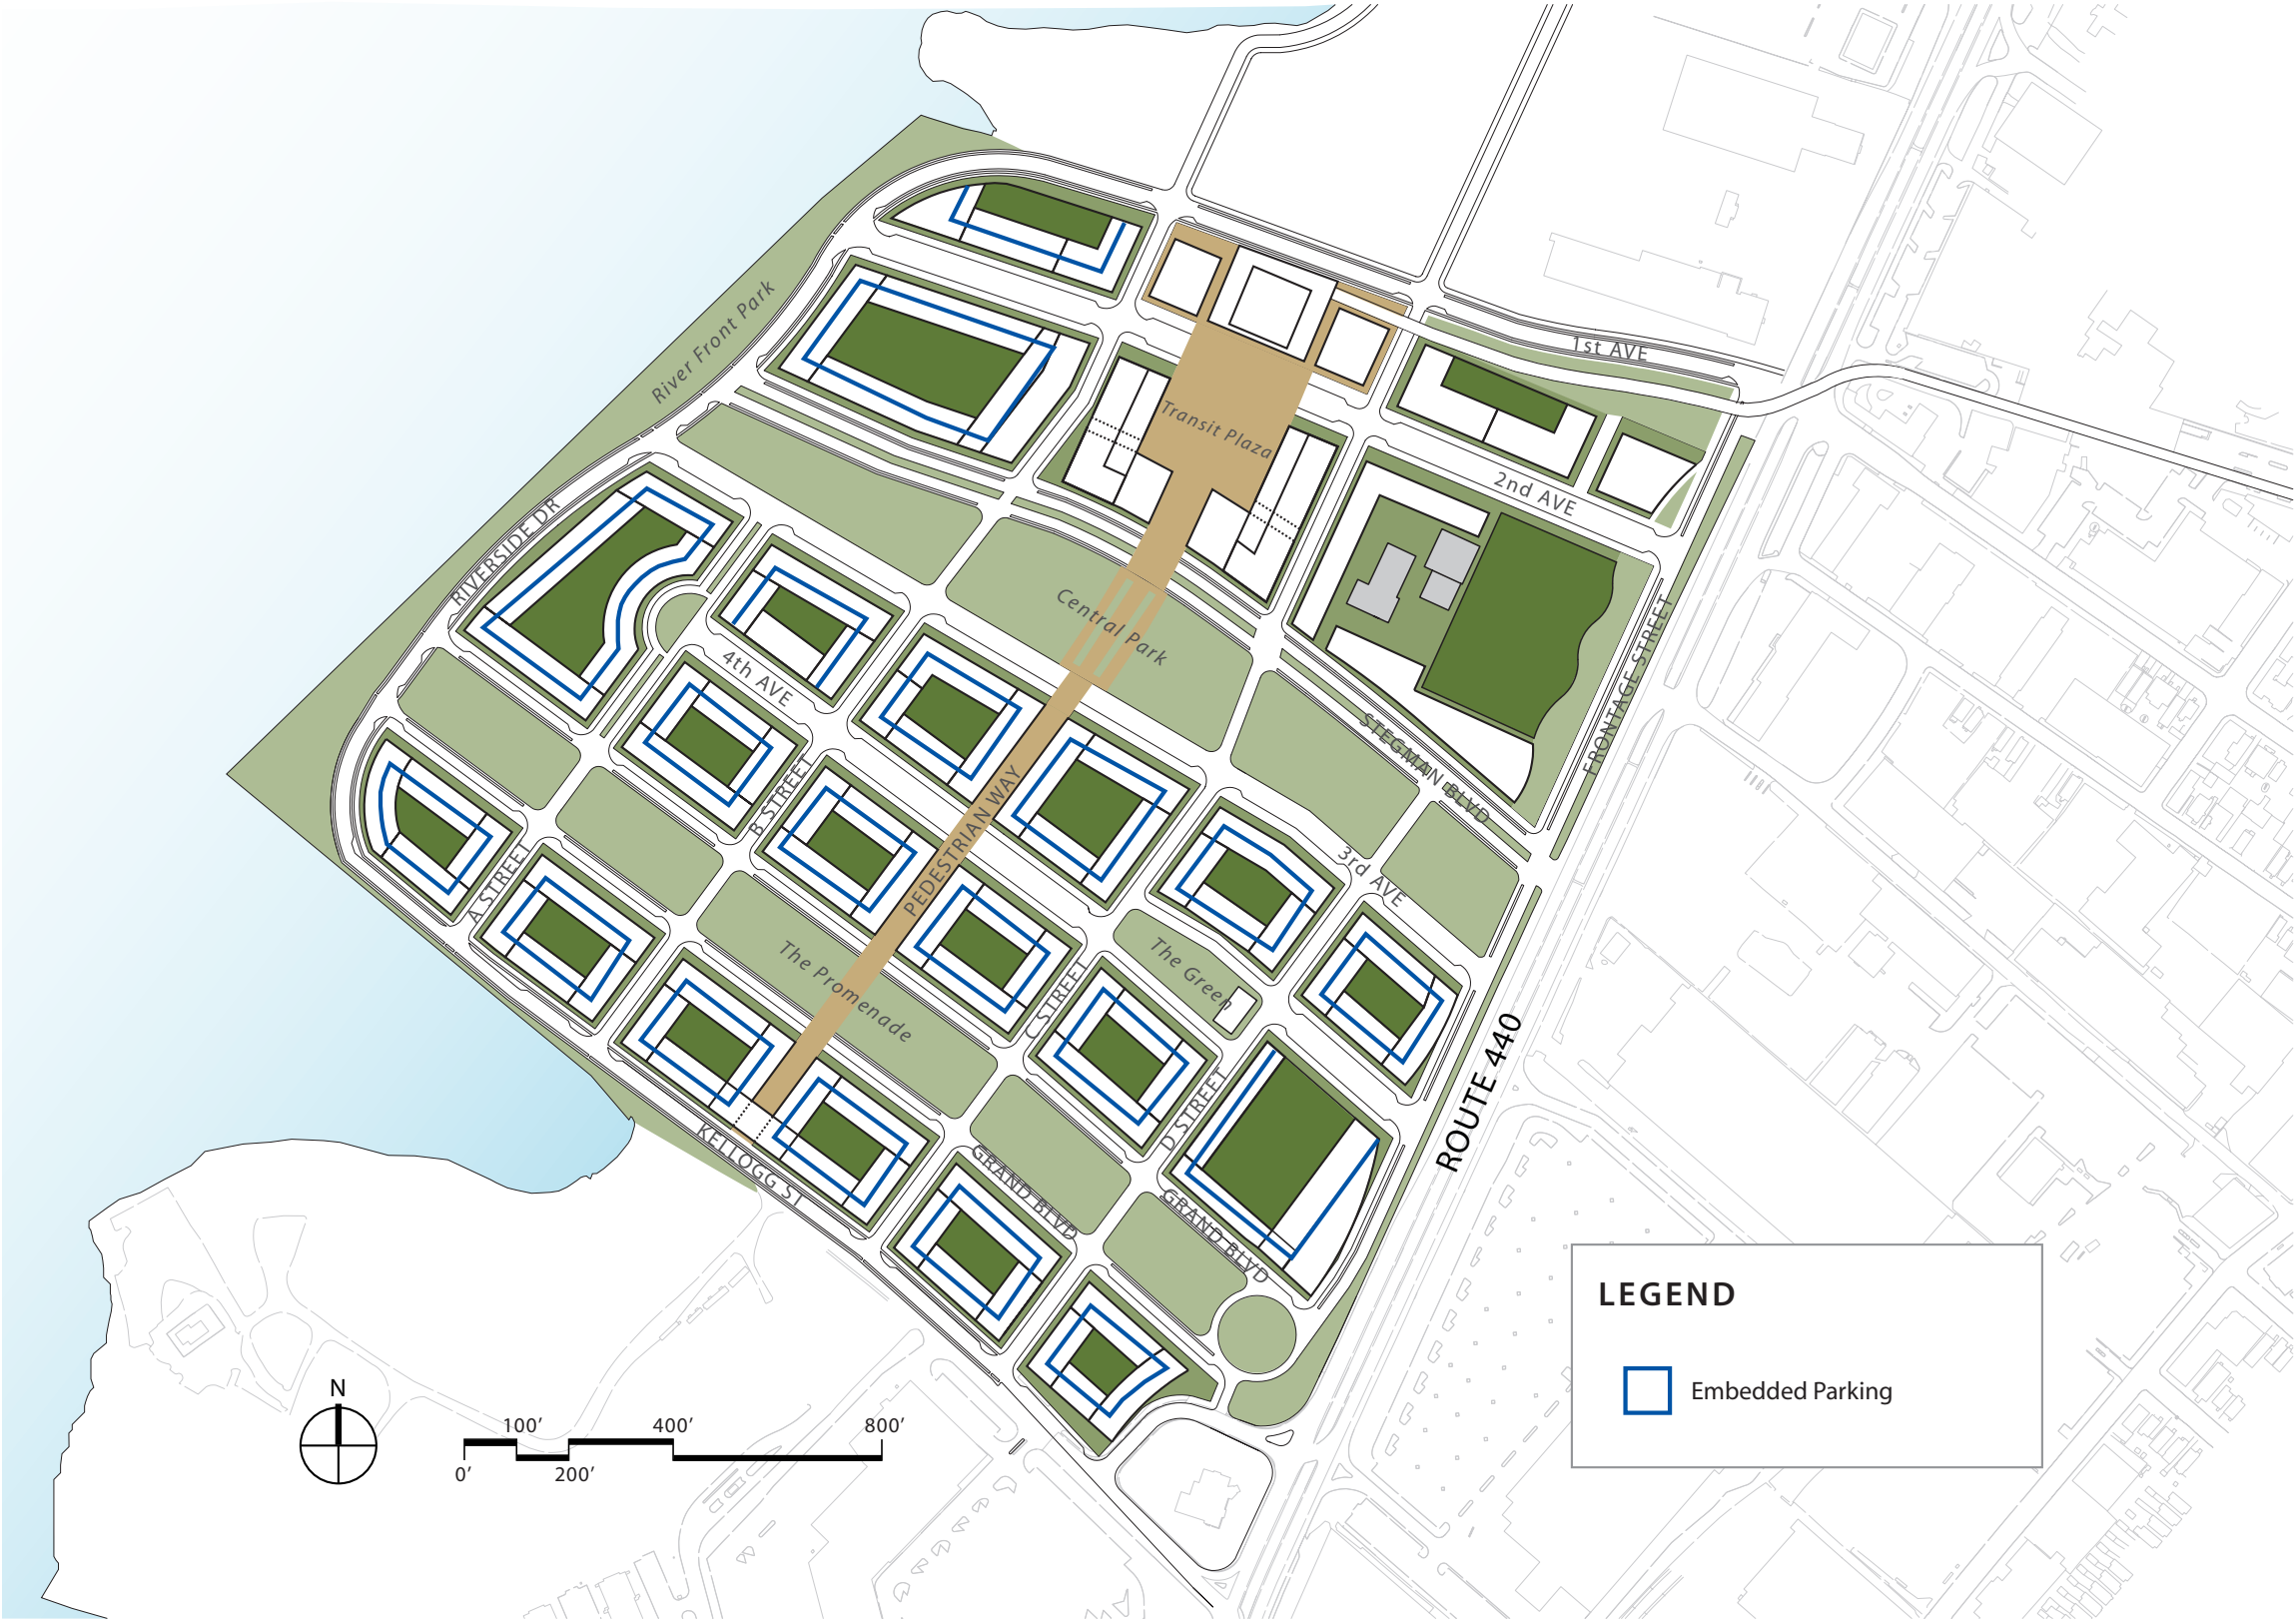 River Front Park
1st AVE
Transit Plaza
2nd AVE
RIVERSIDE DR
Central Park
FRONTAGE STREET
4th AVE
STEGMAN BLVD
B STREET
PEDESTRIAN WAY
3rd AVE
A STREET
The Promenade
The Green
C STREET
ROUTE 440
D STREET
KELLOGG ST
GRAND BLVD
GRAND BLVD
LEGEND
Embedded Parking
N
100’ 400’ 800’
0’ 200’